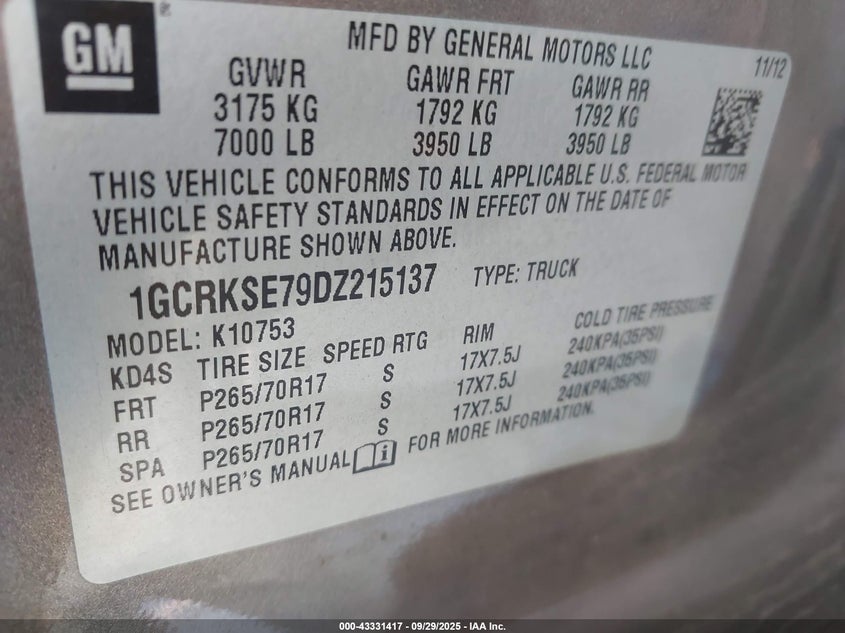 GM
MFD BY GENERAL MOTORS LLC
11/12
GVWR GAWR FRT GAWR RR
3175 KG 1792 KG 1792 KG
7000 LB 3950 LB 3950 LB
THIS VEHICLE CONFORMS TO ALL APPLICABLE U.S. FEDERAL MOTOR
VEHICLE SAFETY STANDARDS IN EFFECT ON THE DATE OF
MANUFACTURE SHOWN ABOVE.
1GCRKSE79DZ215137 TYPE: TRUCK
MODEL: K10753
KD4S TIRE SIZE SPEED RTG RIM COLD TIRE PRESSURE
FRT P265/70R17 S 17X7.5J 240KPA(35PSI)
RR P265/70R17 S 17X7.5J 240KPA(35PSI)
SPA P265/70R17 S 17X7.5J 240KPA(35PSI)
SEE OWNER'S MANUAL i FOR MORE INFORMATION.
000-43331417 - 09/29/2025 - IAA Inc.